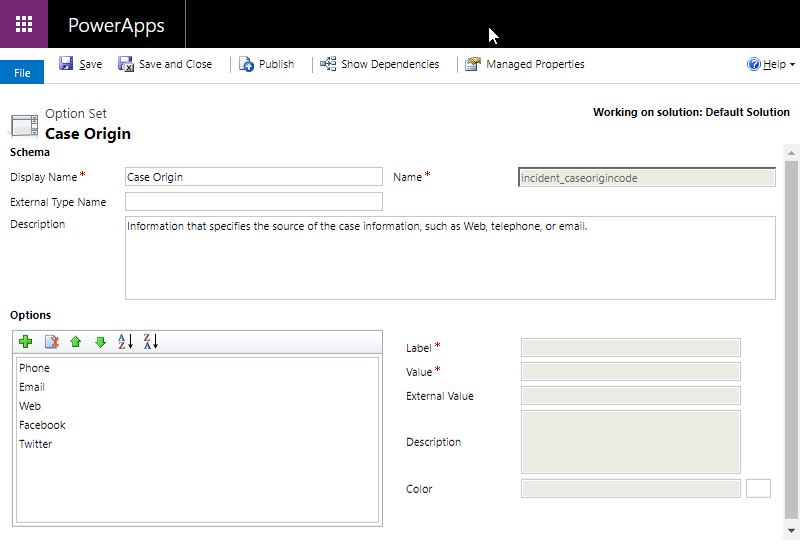 PowerApps
File Save Save and Close Publish Show Dependencies Managed Properties Help
Option Set
Case Origin
Working on solution: Default Solution
Schema
Display Name* Case Origin Name* incident_caseorigincode
External Type Name
Description Information that specifies the source of the case information, such as Web, telephone, or email.
Options
A Z Z A
Phone
Email
Web
Facebook
Twitter
Label*
Value*
External Value
Description
Color